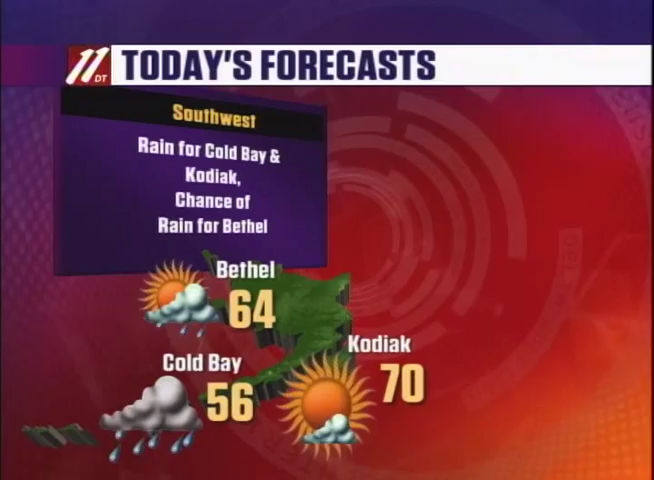 11 DT TODAY'S FORECASTS
Southwest
Rain for Cold Bay &
Kodiak,
Chance of
Rain for Bethel
Bethel
64
Kodiak
70
Cold Bay
56